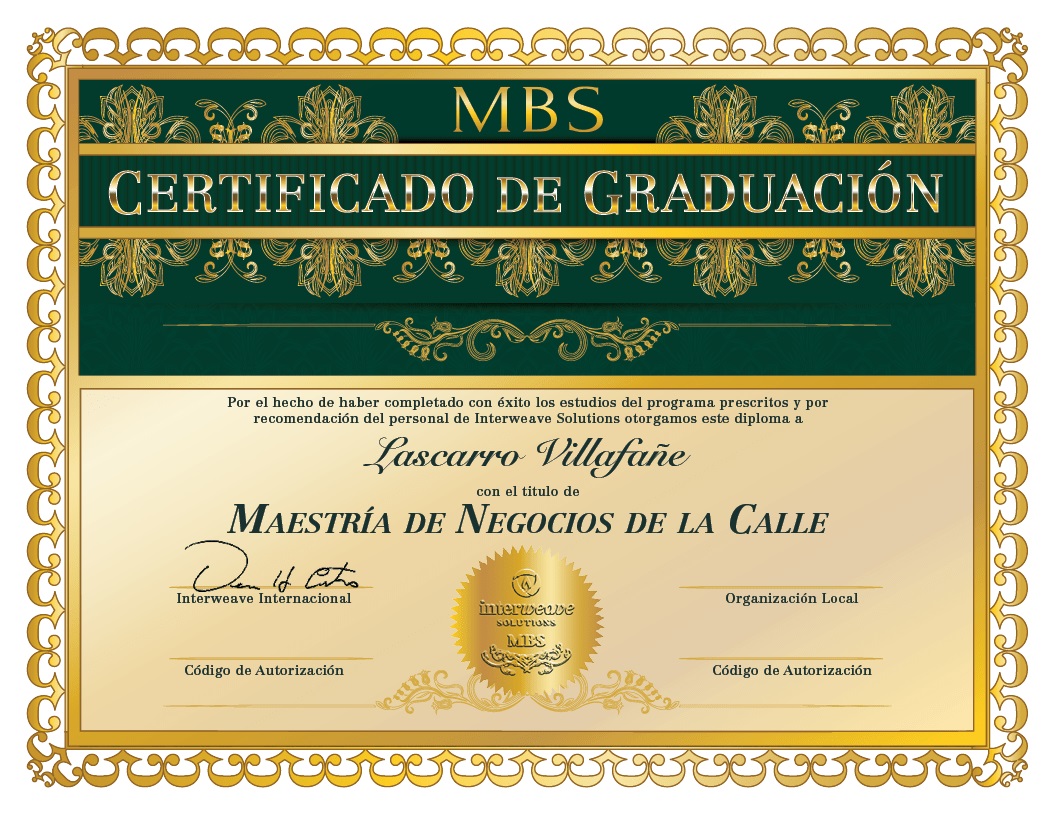 MBS
CERTIFICADO DE GRADUACIÓN
Por el hecho de haber completado con éxito los estudios del programa prescritos y por
recomendación del personal de Interweave Solutions otorgamos este diploma a
Lascarro Villafañe
con el titulo de
MAESTRÍA DE NEGOCIOS DE LA CALLE
Interweave Internacional
Organización Local
interweave
SOLUTIONS
MBS
Código de Autorización
Código de Autorización